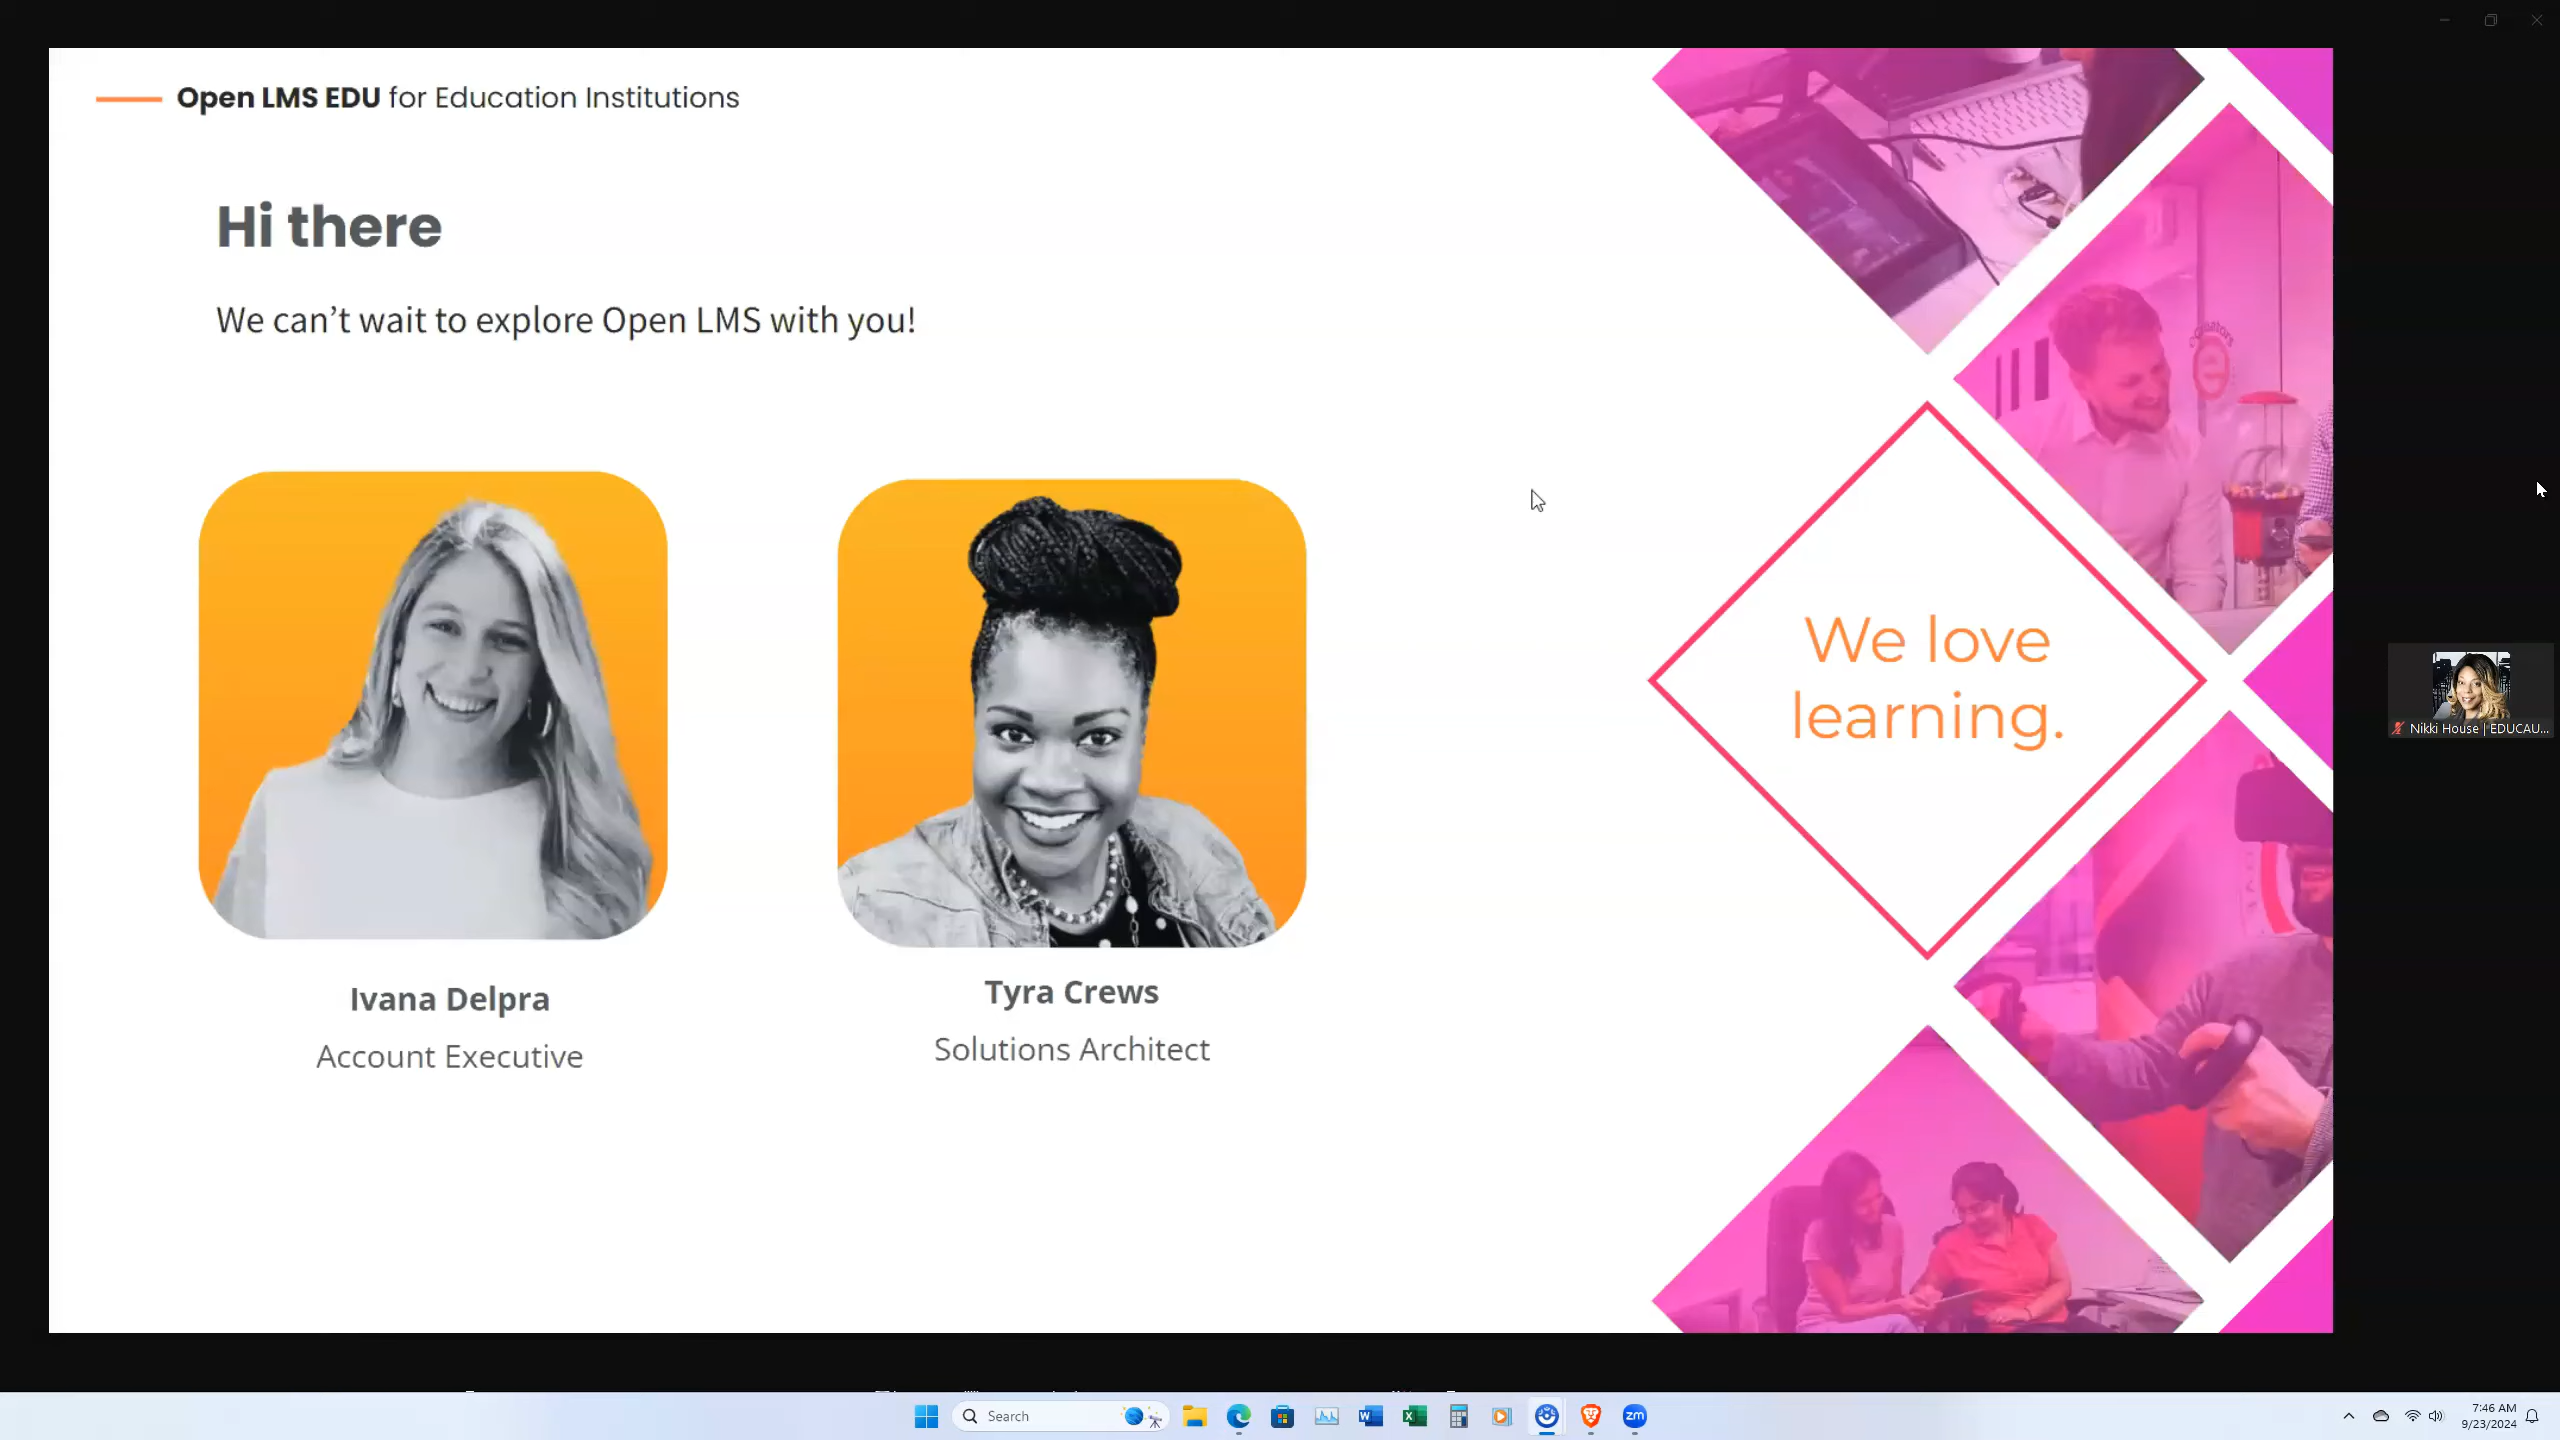 Open LMS EDU for Education Institutions
Hi there
We can’t wait to explore Open LMS with you!
We love
learning.
Ivana Delpra
Account Executive
Tyra Crews
Solutions Architect
Nikki House | EDUCAU...
Search
zm
7:46 AM
9/23/2024